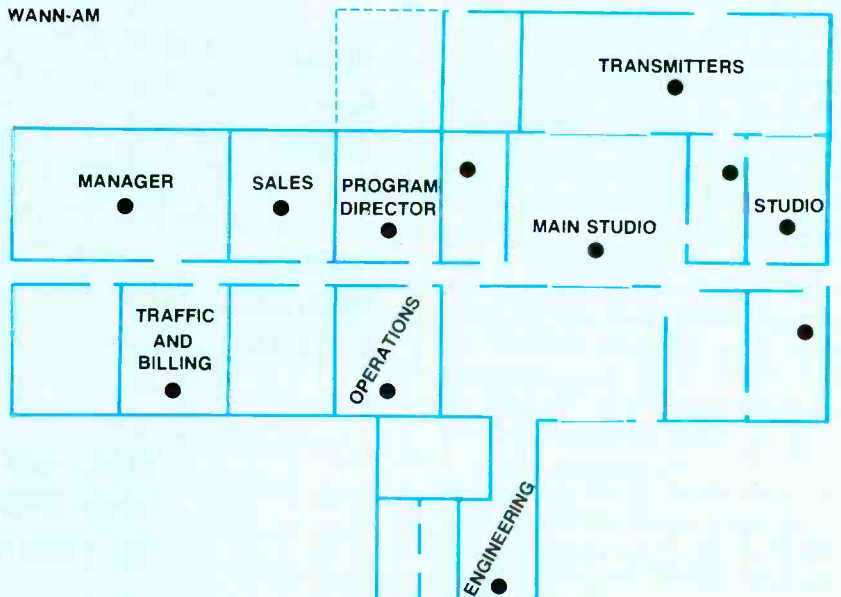 WANN-AM
TRANSMITTERS
MANAGER
SALES
PROGRAM
DIRECTOR
MAIN STUDIO
STUDIO
TRAFFIC
AND
BILLING
OPERATIONS
ENGINEERING